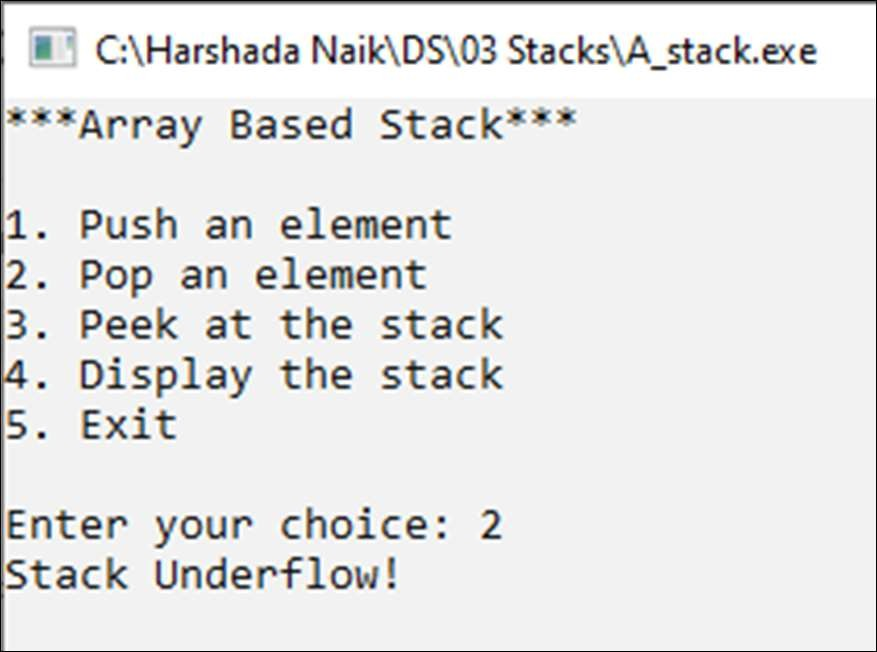 C:\Harshada Naik\DS\03 Stacks\A_stack.exe
***Array Based Stack***
1. Push an element
2. Pop an element
3. Peek at the stack
4. Display the stack
5. Exit
Enter your choice: 2
Stack Underflow!